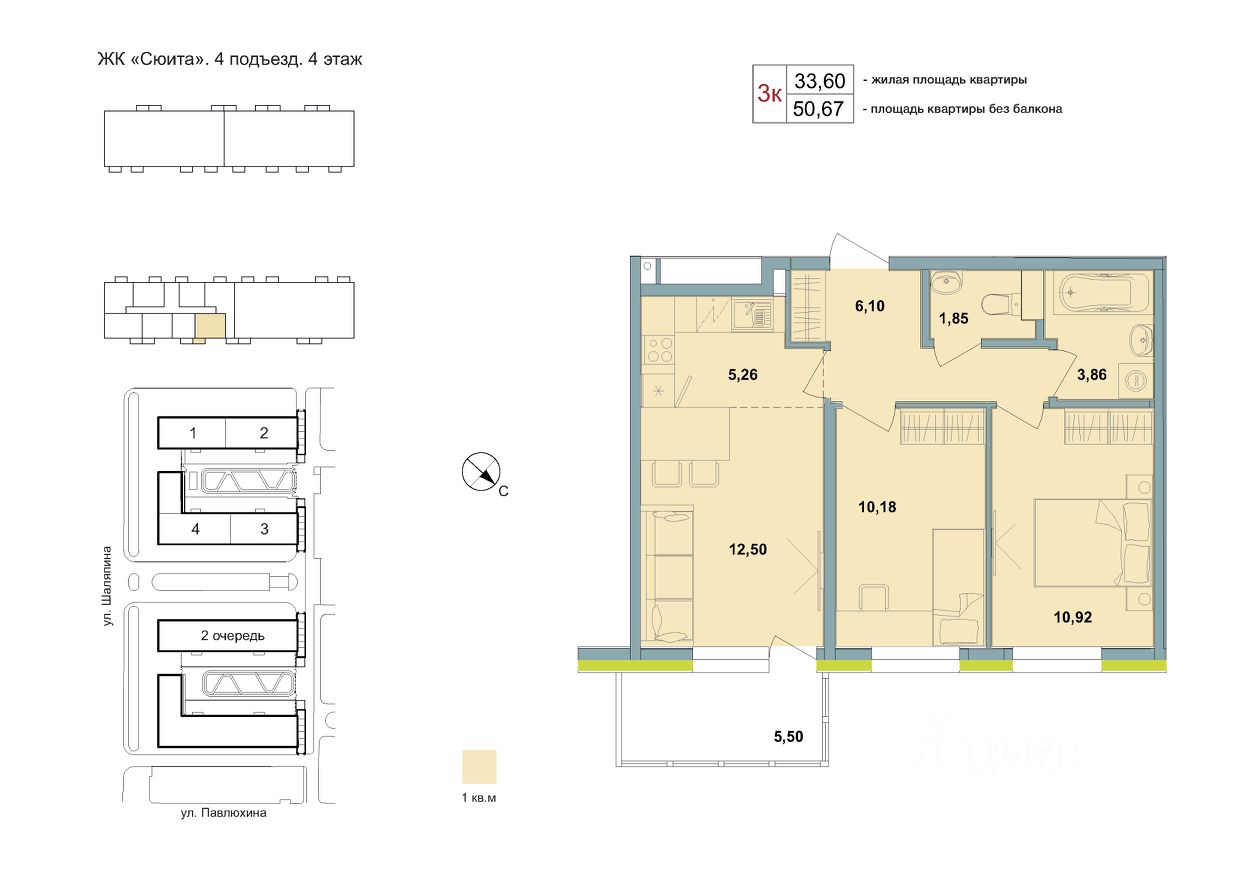 ЖК «Сюита». 4 подъезд. 4 этаж
3к
33,60 - жилая площадь квартиры
50,67 - площадь квартиры без балкона
6,10
1,85
5,26
3,86
1 2
10,18
С
4 3
12,50
ул. Шаляпина
10,92
2 очередь
5,50
циан
1 кв.м
ул. Павлюхина